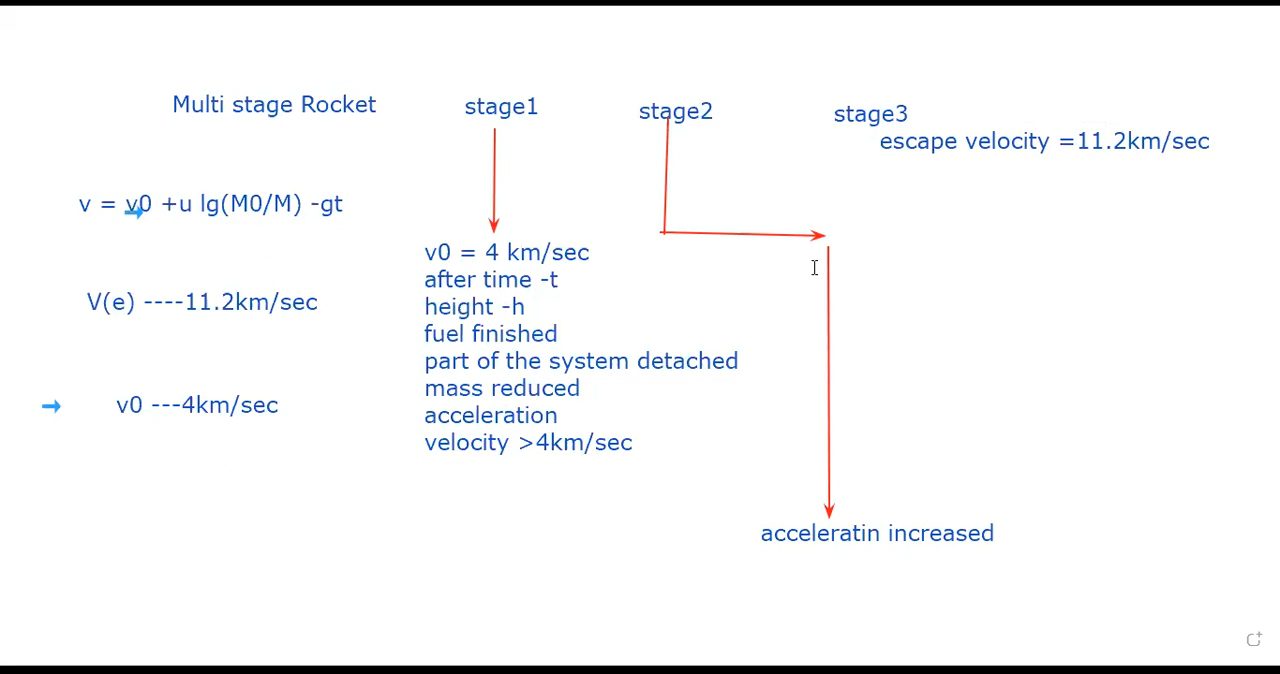 Multi stage Rocket
stage1
stage2
stage3
escape velocity =11.2km/sec
v = v0 +u lg(M0/M) -gt
V(e) ----11.2km/sec
v0 ---4km/sec
v0 = 4 km/sec
after time -t
height -h
fuel finished
part of the system detached
mass reduced
acceleration
velocity >4km/sec
acceleratin increased